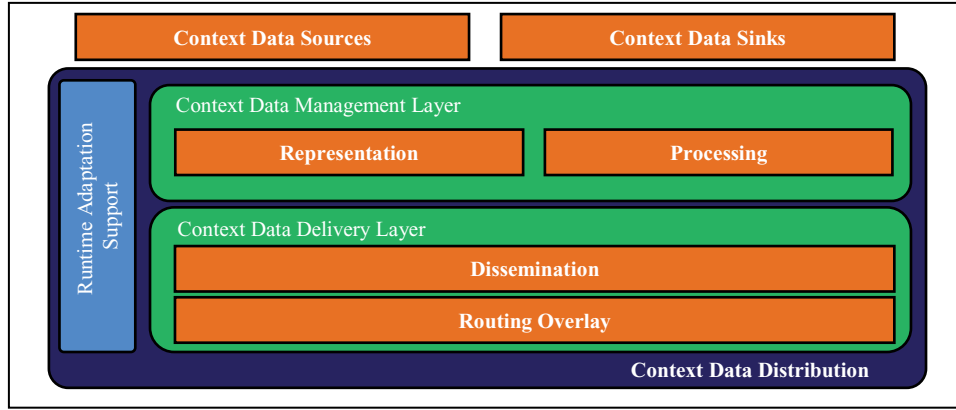 Context Data Sources
Context Data Sinks
Runtime Adaptation
Support
Context Data Management Layer
Representation
Processing
Context Data Delivery Layer
Dissemination
Routing Overlay
Context Data Distribution